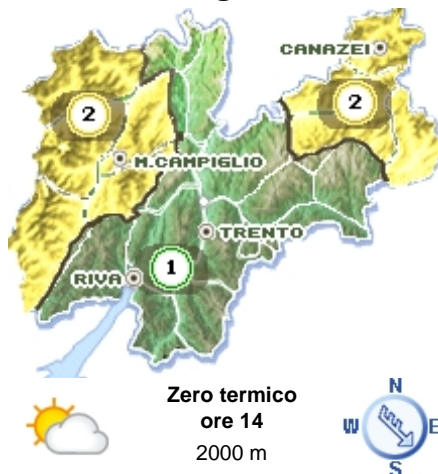 CANAZEI
2
2
M.CAMPIGLIO
TRENTO
1
RIVA
Zero termico
ore 14
2000 m
N
W E
S